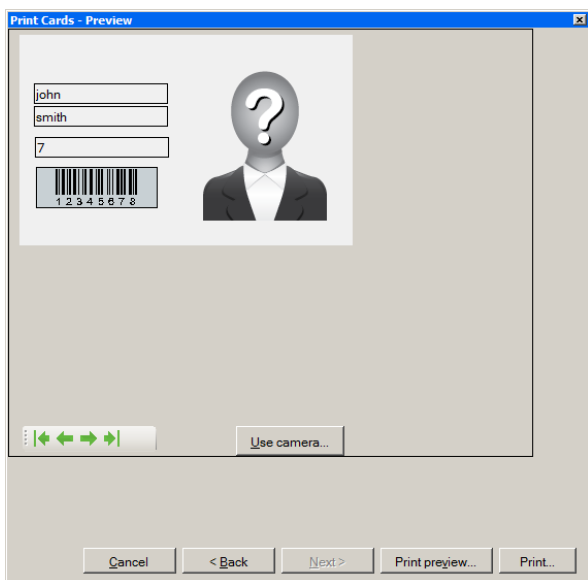 Print Cards - Preview
john
smith
7
12345678
?
Use camera...
Cancel
< Back
Next >
Print preview...
Print...